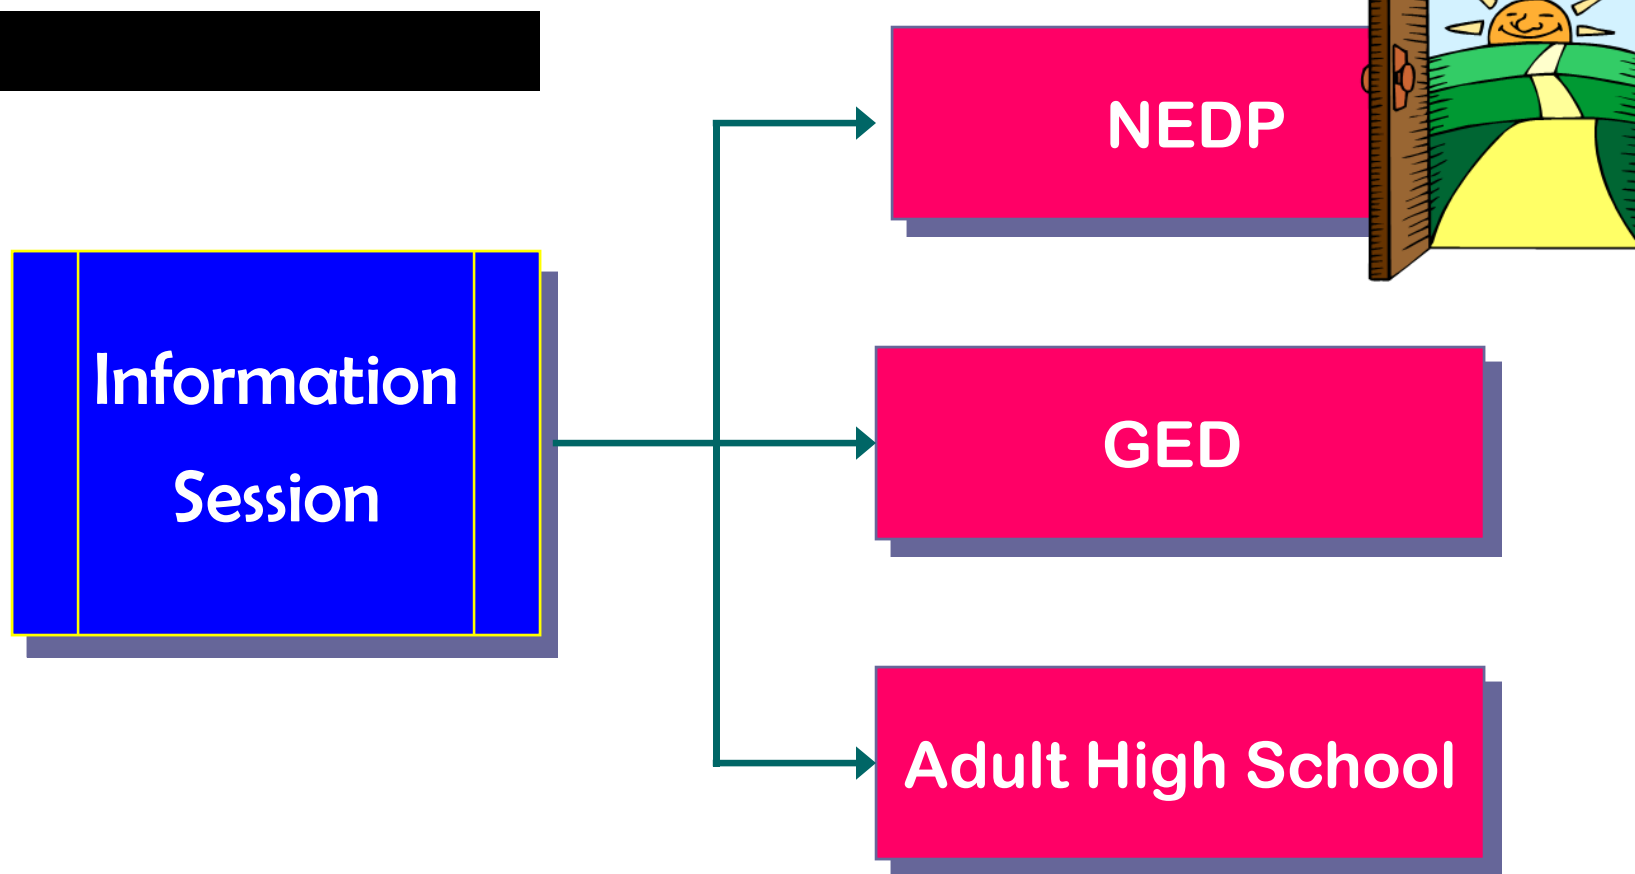 NEDP
Information
Session
GED
Adult High School